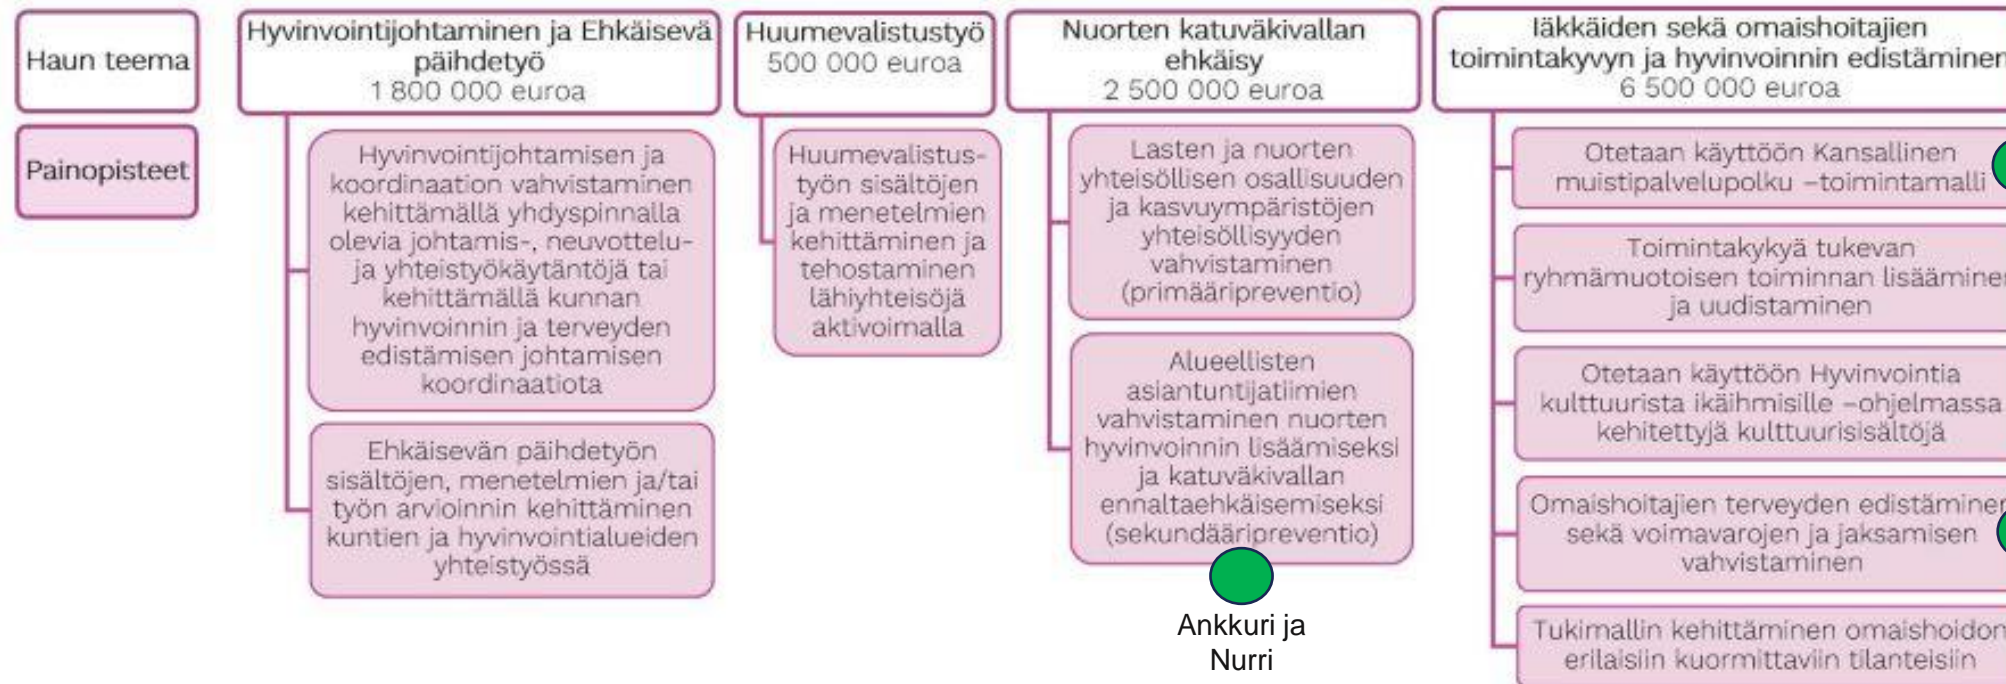 Haun teema
Painopisteet
Hyvinvointijohtaminen ja Ehkäisevä
päihdetyö
1 800 000 euroa
Hyvinvointijohtamisen ja
koordinaation vahvistaminen
kehittämällä yhdyspinnalla
olevia johtamis-, neuvottelu-
ja yhteistyökäytäntöjä tai
kehittämällä kunnan
hyvinvoinnin ja terveyden
edistämisen johtamisen
koordinaatiota
Ehkäisevän päihdetyön
sisältöjen, menetelmien ja/tai
työn arvioinnin kehittäminen
kuntien ja hyvinvointialueiden
yhteistyössä
Huumevalistustyö
500 000 euroa
Huumevalistus-
työn sisältöjen
ja menetelmien
kehittäminen ja
tehostaminen
lähiyhteisöjä
aktivoimalla
Nuorten katuväkivallan
ehkäisy
2 500 000 euroa
Lasten ja nuorten
yhteisöllisen osallisuuden
ja kasvuympäristöjen
yhteisöllisyyden
vahvistaminen
(primääripreventio)
Alueellisten
asiantuntijatiimien
vahvistaminen nuorten
hyvinvoinnin lisäämiseksi
ja katuväkivallan
ennaltaehkäisemiseksi
(sekundääripreventio)
Ankkuri ja
Nurri
Iäkkäiden sekä omaishoitajien
toimintakyvyn ja hyvinvoinnin edistäminen
6 500 000 euroa
Otetaan käyttöön Kansallinen
muistipalvelupolku –toimintamalli
Toimintakykyä tukevan
ryhmämuotoisen toiminnan lisääminen
ja uudistaminen
Otetaan käyttöön Hyvinvointia
kulttuurista ikäihmisille –ohjelmassa
kehitettyjä kulttuurisisältöjä
Omaishoitajien terveyden edistäminen
sekä voimavarojen ja jaksamisen
vahvistaminen
Tukimallin kehittäminen omaishoidon
erilaisiin kuormittaviin tilanteisiin